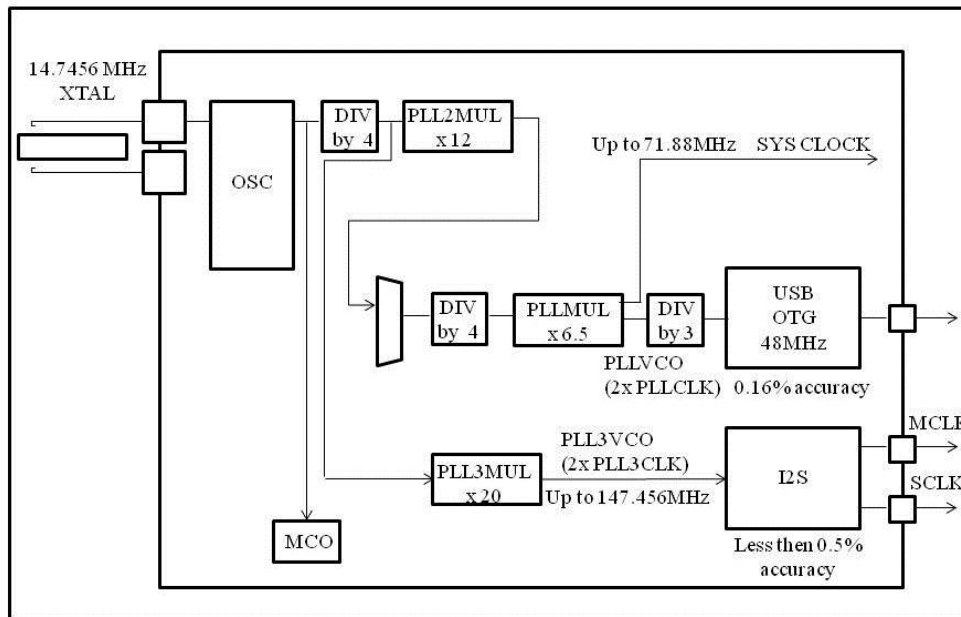 14.7456 MHz
XTAL
OSC
DIV
by 4
PLL2MUL
x 12
Up to 71.88MHz SYS CLOCK
DIV
by 4
PLLMUL
x 6.5
DIV
by 3
USB
OTG
48MHz
PLLVCO
(2x PLLCLK)
0.16% accuracy
MCLK
PLL3MUL
x 20
PLL3VCO
(2x PLL3CLK)
Up to 147.456MHz
I2S
SCLK
MCO
Less then 0.5%
accuracy